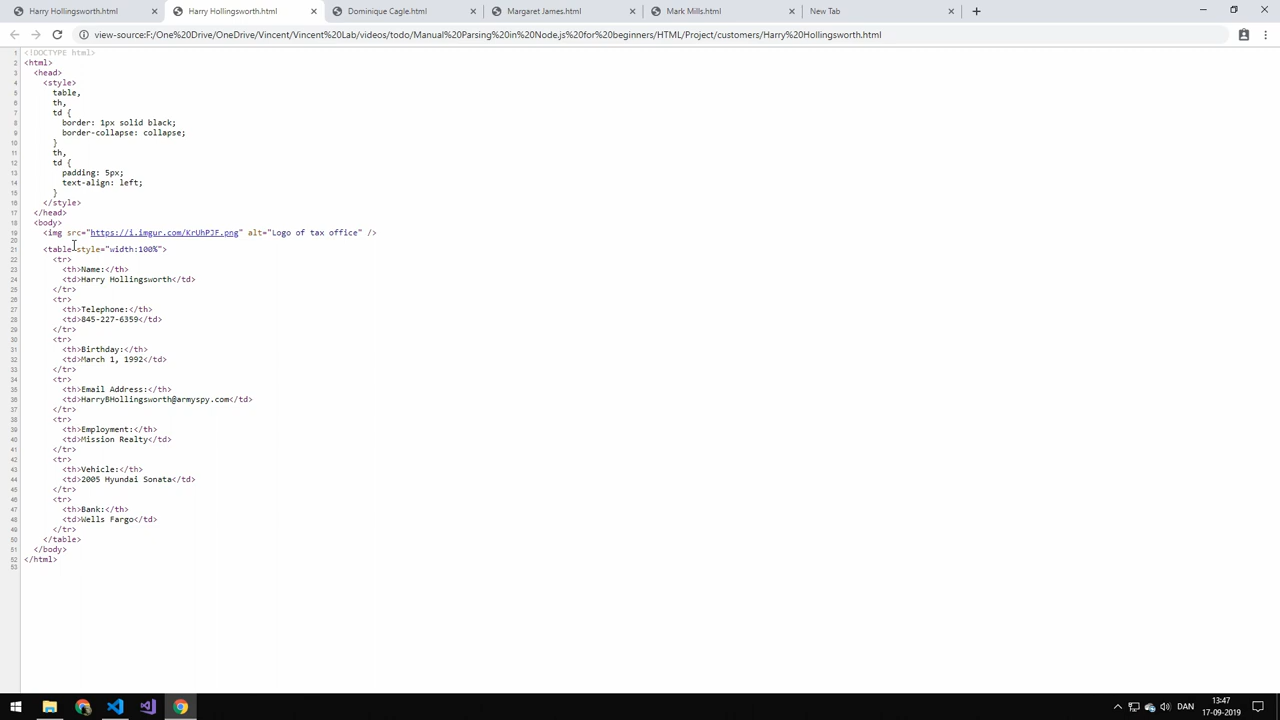 Harry Hollingsworth.html
Harry Hollingsworth.html
Dominique Cagle.html
Margaret James.html
Mark Mills.html
New Tab
view-source:F:/One%20Drive/OneDrive/Vincent/Vincent%20Lab/videos/todo/Manual%20Parsing%20in%20Node.js%20for%20beginners/HTML/Project/customers/Harry%20Hollingsworth.html
1 <!DOCTYPE html>
2 <html>
3 <head>
4 <style>
5 table,
6 th,
7 td {
8 border: 1px solid black;
9 border-collapse: collapse;
10 }
11 th,
12 td {
13 padding: 5px;
14 text-align: left;
15 }
16 </style>
17 </head>
18 <body>
19 <img src="https://i.imgur.com/KrUhPJF.png" alt="Logo of tax office" />
20
21 <table style="width:100%">
22 <tr>
23 <th>Name:</th>
24 <td>Harry Hollingsworth</td>
25 </tr>
26 <tr>
27 <th>Telephone:</th>
28 <td>845-227-6359</td>
29 </tr>
30 <tr>
31 <th>Birthday:</th>
32 <td>March 1, 1992</td>
33 </tr>
34 <tr>
35 <th>Email Address:</th>
36 <td>HarryBHollingsworth@armyspy.com</td>
37 </tr>
38 <tr>
39 <th>Employment:</th>
40 <td>Mission Realty</td>
41 </tr>
42 <tr>
43 <th>Vehicle:</th>
44 <td>2005 Hyundai Sonata</td>
45 </tr>
46 <tr>
47 <th>Bank:</th>
48 <td>Wells Fargo</td>
49 </tr>
50 </table>
51 </body>
52 </html>
53
DAN
13:47
17-09-2019